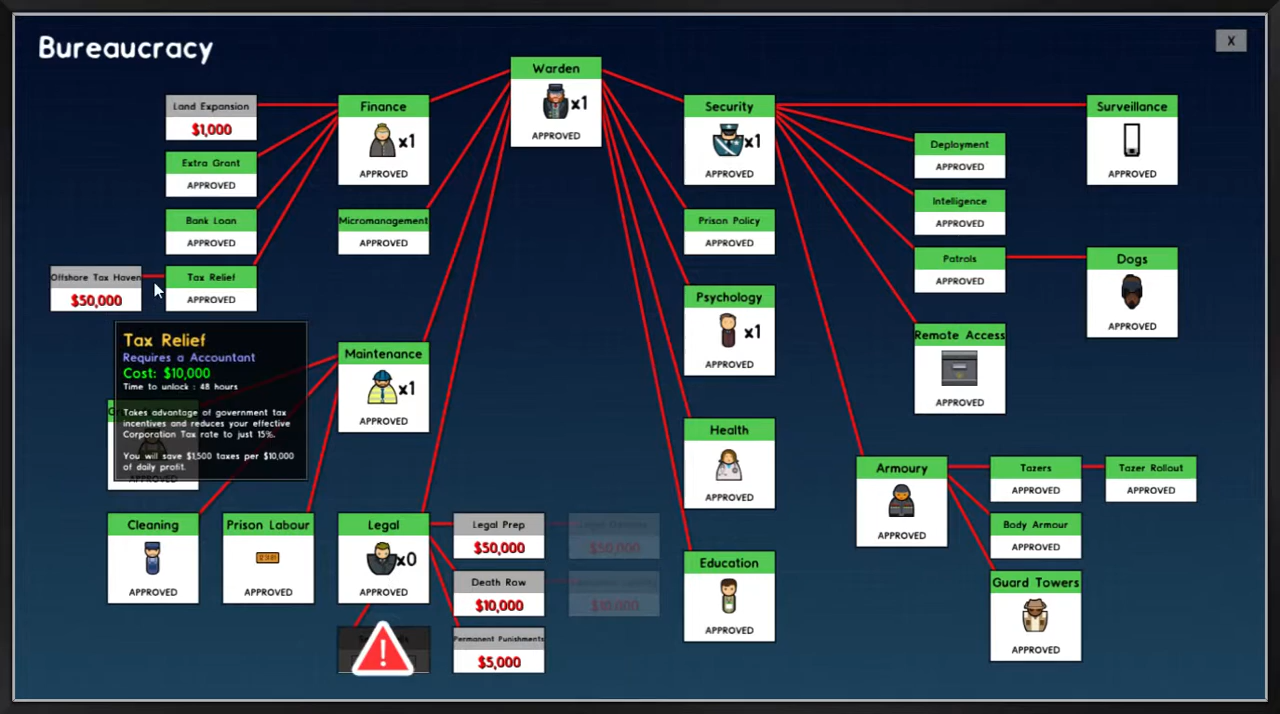 Bureaucracy
X
Warden
x1
APPROVED
Land Expansion
$1,000
Finance
x1
APPROVED
Security
x1
APPROVED
Surveillance
APPROVED
Extra Grant
APPROVED
Deployment
APPROVED
Bank Loan
APPROVED
Micromanagement
APPROVED
Prison Policy
APPROVED
Intelligence
APPROVED
Offshore Tax Haven
$50,000
Tax Relief
APPROVED
Patrols
APPROVED
Dogs
APPROVED
Psychology
x1
APPROVED
Remote Access
APPROVED
Tax Relief
Requires a Accountant
Cost: $10,000
Time to unlock : 48 hours
Takes advantage of government tax
incentives and reduces your effective
Corporation Tax rate to just 15%.
You will save $1,500 taxes per $10,000
of daily profit.
APPROVED
Maintenance
x1
APPROVED
Health
APPROVED
Armoury
APPROVED
Tazers
APPROVED
Tazer Rollout
APPROVED
Body Armour
APPROVED
Guard Towers
APPROVED
Cleaning
APPROVED
Prison Labour
APPROVED
Legal
x0
APPROVED
Legal Prep
$50,000
$50,000
Death Row
$10,000
$10,000
Permanent Punishments
$5,000
Education
APPROVED